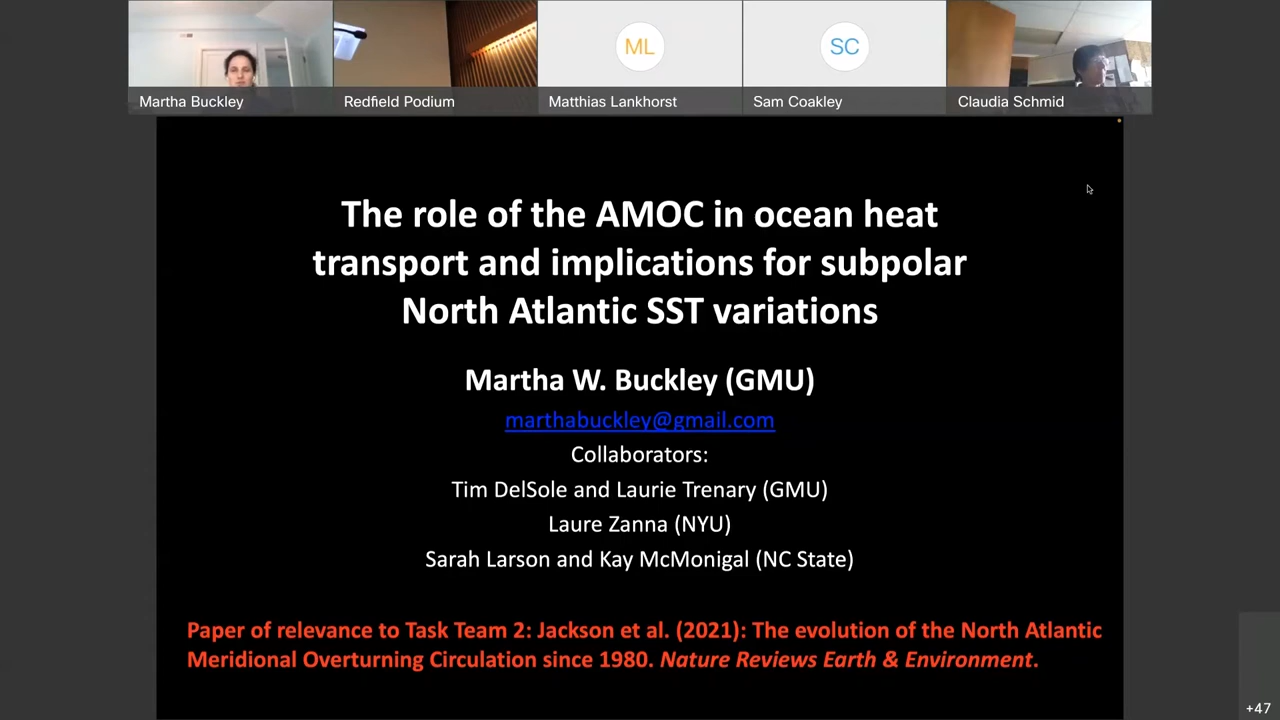 ML
SC
Martha Buckley
Redfield Podium
Matthias Lankhorst
Sam Coakley
Claudia Schmid
The role of the AMOC in ocean heat
transport and implications for subpolar
North Atlantic SST variations
Martha W. Buckley (GMU)
marthabuckley@gmail.com
Collaborators:
Tim DelSole and Laurie Trenary (GMU)
Laure Zanna (NYU)
Sarah Larson and Kay McMonigal (NC State)
Paper of relevance to Task Team 2: Jackson et al. (2021): The evolution of the North Atlantic
Meridional Overturning Circulation since 1980. Nature Reviews Earth & Environment.
+47